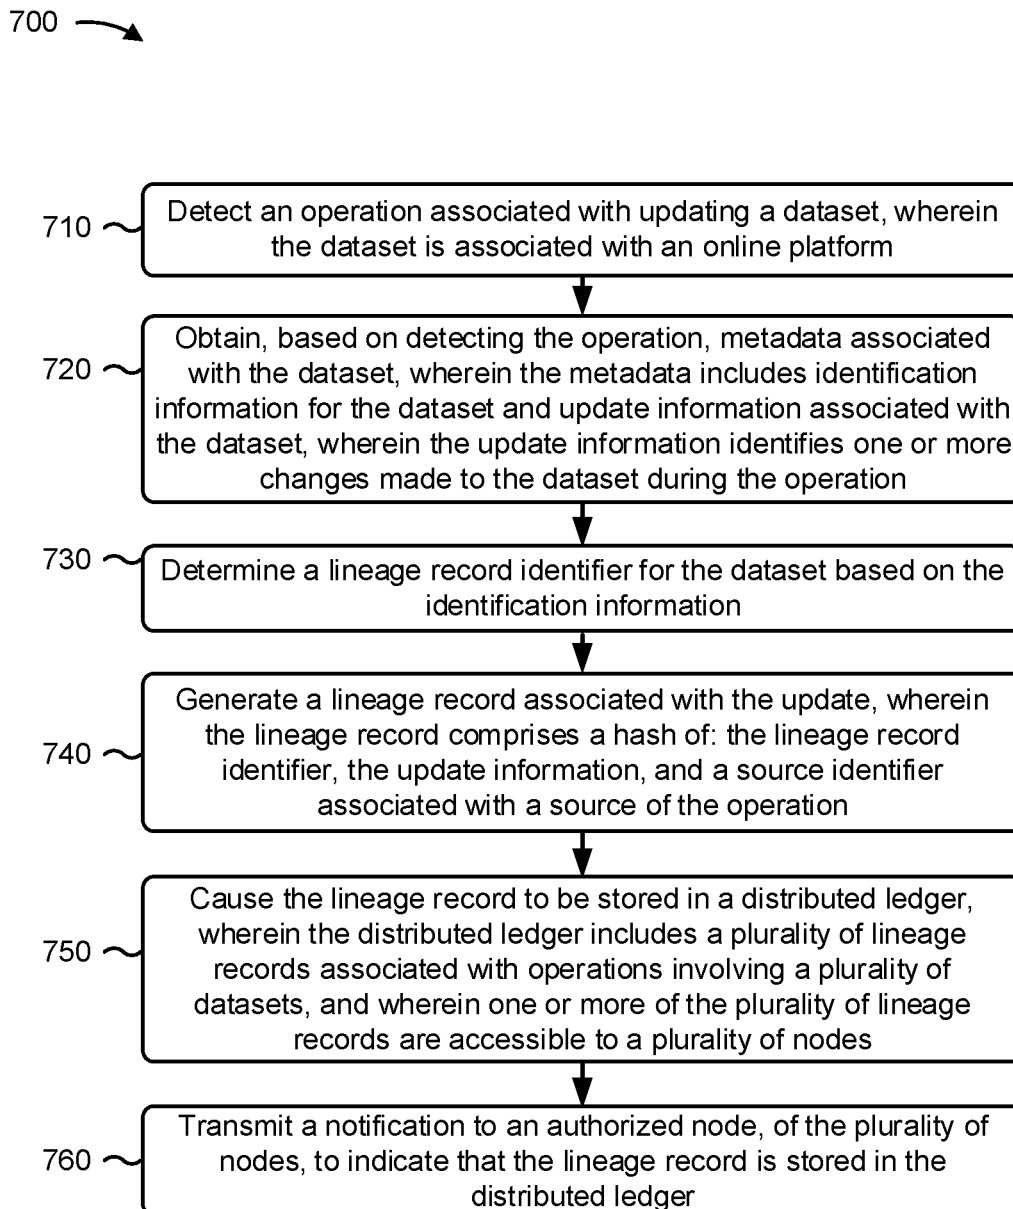 700
710
Detect an operation associated with updating a dataset, wherein
the dataset is associated with an online platform
720
Obtain, based on detecting the operation, metadata associated
with the dataset, wherein the metadata includes identification
information for the dataset and update information associated with
the dataset, wherein the update information identifies one or more
changes made to the dataset during the operation
730
Determine a lineage record identifier for the dataset based on the
identification information
740
Generate a lineage record associated with the update, wherein
the lineage record comprises a hash of: the lineage record
identifier, the update information, and a source identifier
associated with a source of the operation
750
Cause the lineage record to be stored in a distributed ledger,
wherein the distributed ledger includes a plurality of lineage
records associated with operations involving a plurality of
datasets, and wherein one or more of the plurality of lineage
records are accessible to a plurality of nodes
760
Transmit a notification to an authorized node, of the plurality of
nodes, to indicate that the lineage record is stored in the
distributed ledger